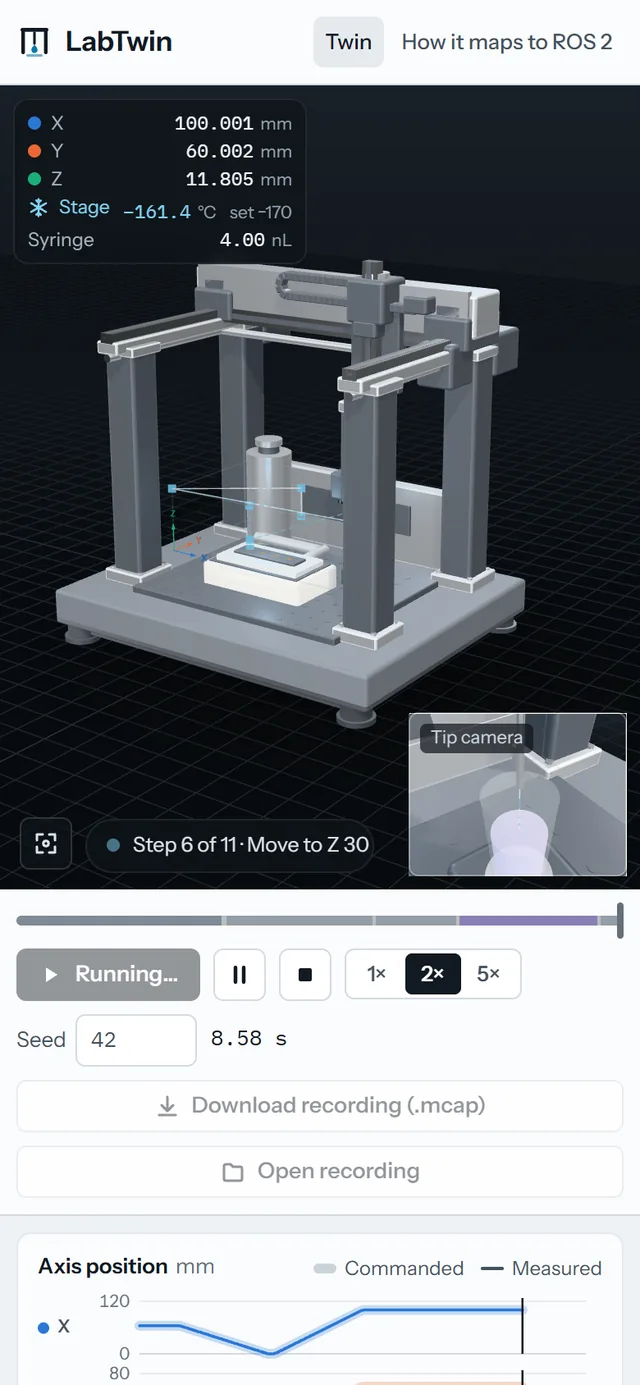 LabTwin Twin How it maps to ROS 2
X 100.001 mm
Y 60.002 mm
Z 11.805 mm
Stage −161.4 °C set −170
Syringe 4.00 nL
Z
Y
Tip camera
Step 6 of 11 · Move to Z 30
Running… 1× 2× 5×
Seed 42 8.58 s
Download recording (.mcap)
Open recording
Axis position mm Commanded Measured
120
X
0
80